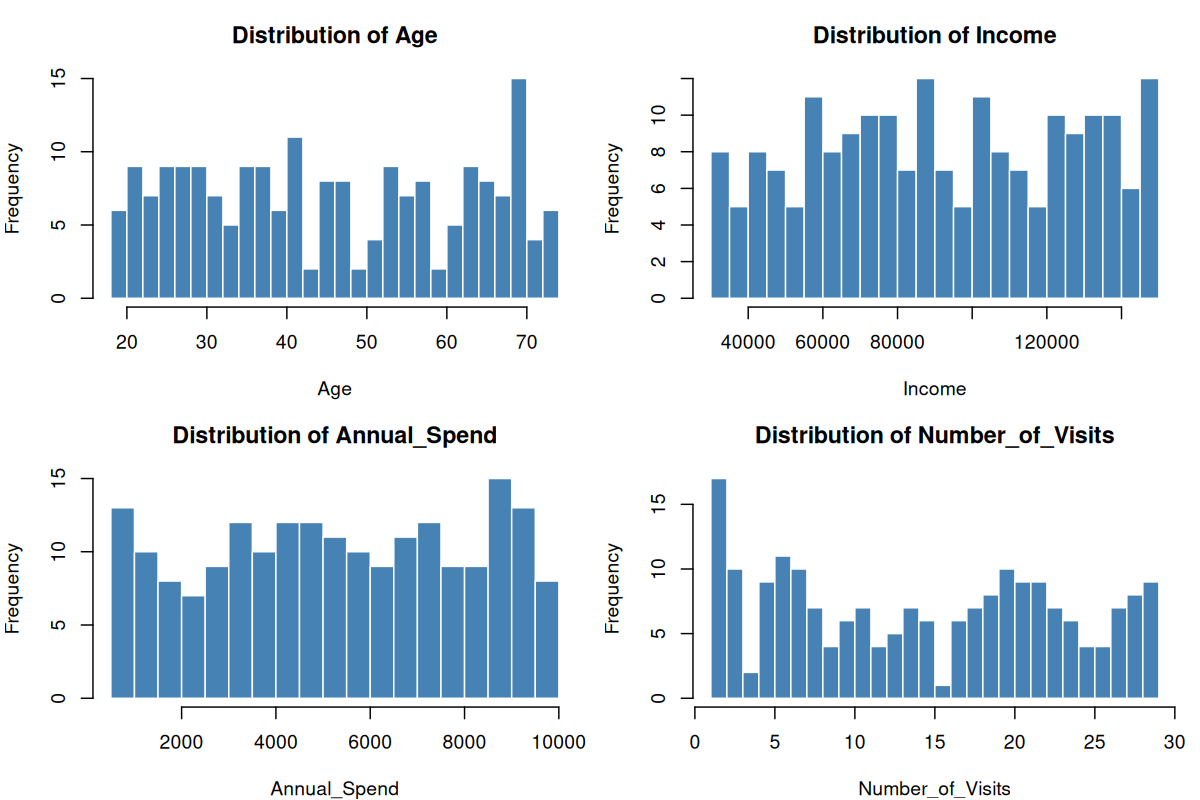 Distribution of Age
Frequency
0 5 10 15
20 30 40 50 60 70
Age
Distribution of Income
Frequency
0 2 4 6 8 10
40000 60000 80000 120000
Income
Distribution of Annual_Spend
Frequency
0 5 10 15
2000 4000 6000 8000 10000
Annual_Spend
Distribution of Number_of_Visits
Frequency
0 5 10 15
0 5 10 15 20 25 30
Number_of_Visits